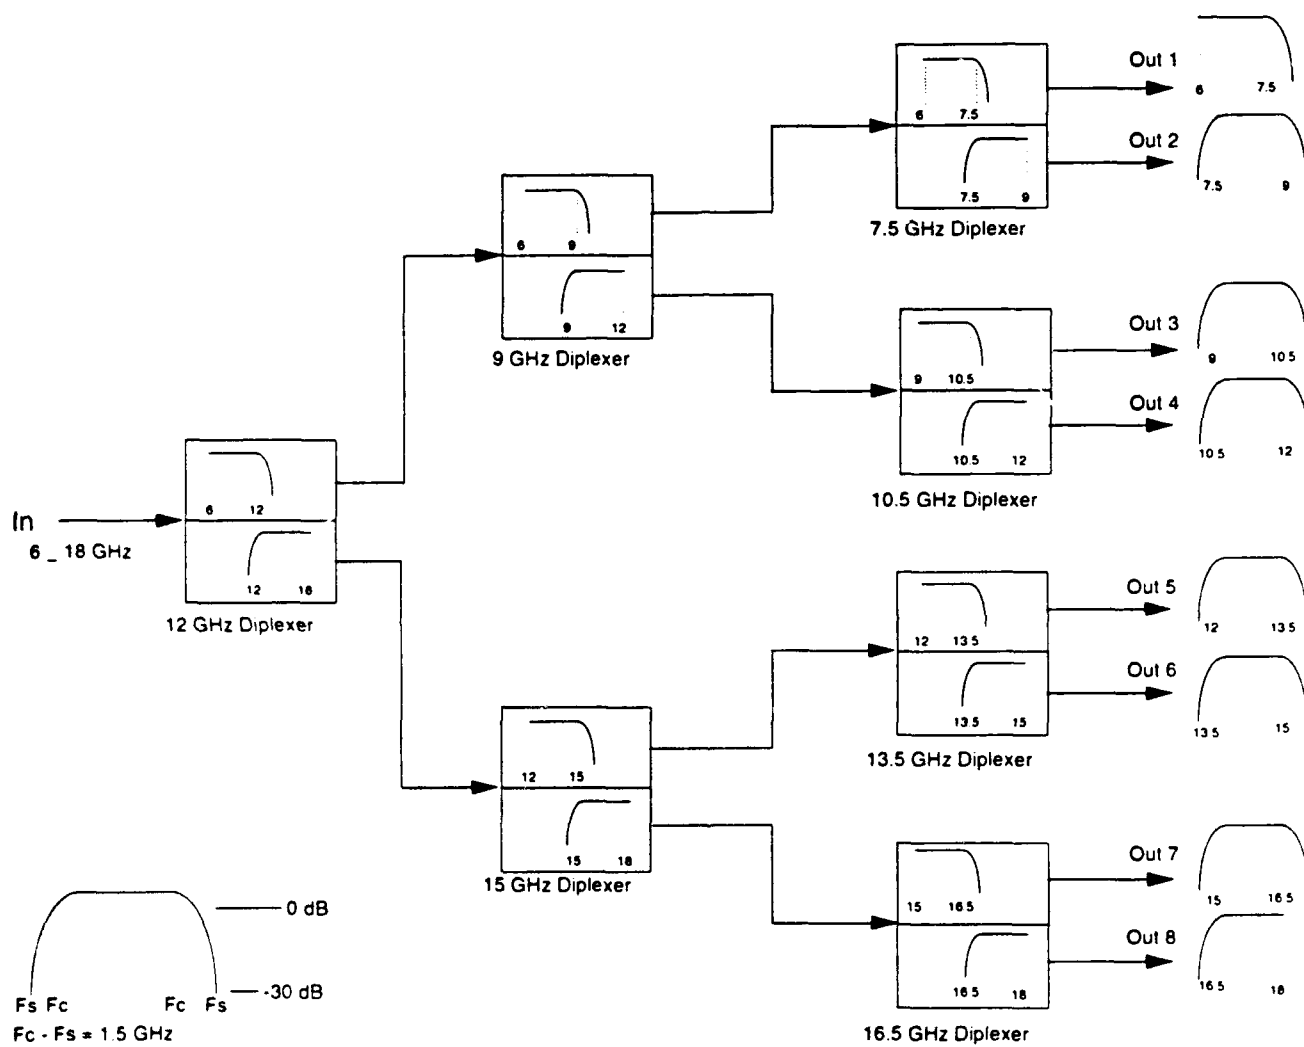 Out 1
6 7.5
6 7.5
Out 2
7.5 9
7.5 9
7.5 GHz Diplexer
6 9
9 12
9 GHz Diplexer
Out 3
9 10.5
9 10 5
Out 4
10.5 12
10 5 12
10.5 GHz Diplexer
In
6 _ 18 GHz
6 12
12 18
12 GHz Diplexer
Out 5
12 13 5
12 13 5
Out 6
13 5 15
13 5 15
13.5 GHz Diplexer
12 15
15 18
15 GHz Diplexer
Out 7
15 16 5
15 16 5
Out 8
16 5 18
16 5 18
16.5 GHz Diplexer
0 dB
-30 dB
Fs Fc Fc Fs
Fc - Fs = 1.5 GHz